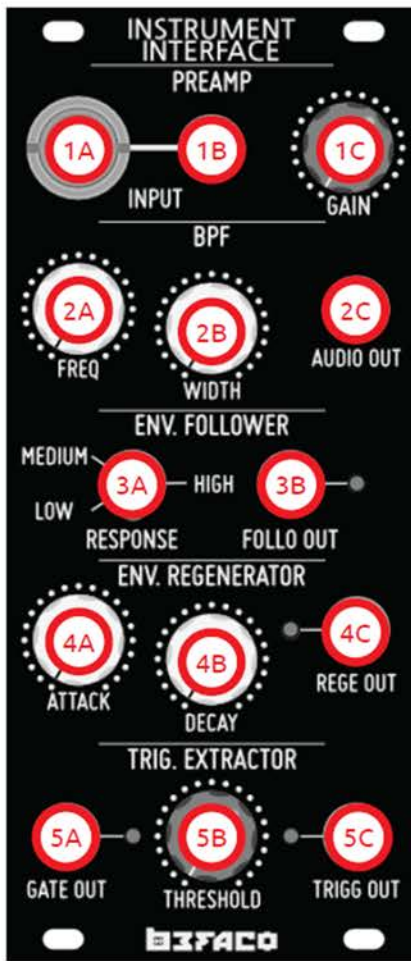 INSTRUMENT
INTERFACE
PREAMP
1A 1B 1C
INPUT GAIN
BPF
2A 2B 2C
FREQ WIDTH AUDIO OUT
ENV. FOLLOWER
MEDIUM
3A HIGH 3B
LOW
RESPONSE FOLLO OUT
ENV. REGENERATOR
4A 4B 4C
ATTACK DECAY REGE OUT
TRIG. EXTRACTOR
5A 5B 5C
GATE OUT THRESHOLD TRIGG OUT
B3FACO